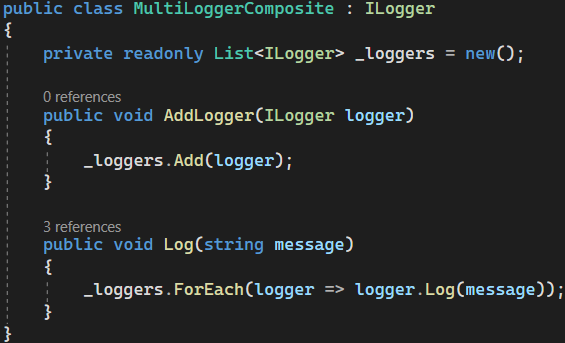 public class MultiLoggerComposite : ILogger
{
    private readonly List<ILogger> _loggers = new();
    0 references
    public void AddLogger(ILogger logger)
    {
        _loggers.Add(logger);
    }
    3 references
    public void Log(string message)
    {
        _loggers.ForEach(logger => logger.Log(message));
    }
}